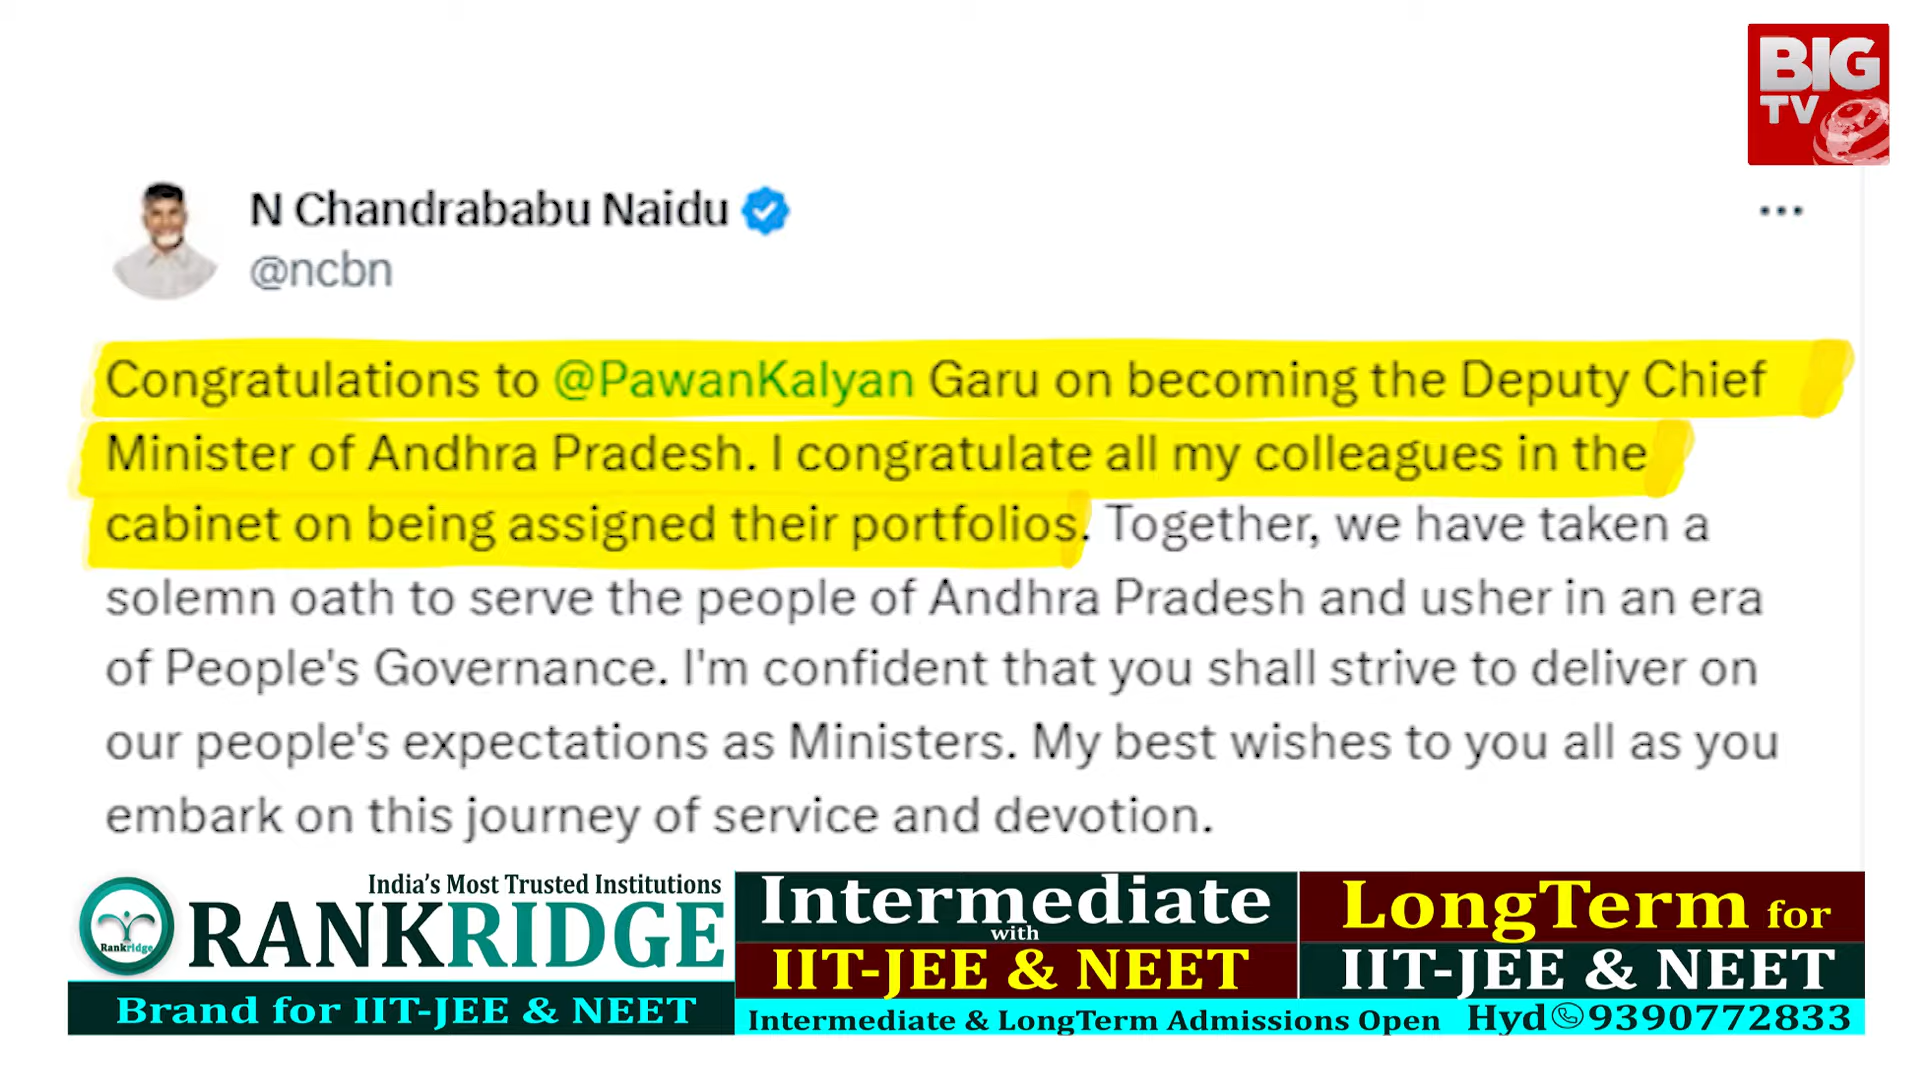 BIG
TV
N Chandrababu Naidu
@ncbn
Congratulations to @PawanKalyan Garu on becoming the Deputy Chief
Minister of Andhra Pradesh. I congratulate all my colleagues in the
cabinet on being assigned their portfolios. Together, we have taken a
solemn oath to serve the people of Andhra Pradesh and usher in an era
of People's Governance. I'm confident that you shall strive to deliver on
our people's expectations as Ministers. My best wishes to you all as you
embark on this journey of service and devotion.
India's Most Trusted Institutions
Rankridge
RANKRIDGE
Brand for IIT-JEE & NEET
Intermediate
with
IIT-JEE & NEET
LongTerm for
IIT-JEE & NEET
Intermediate & LongTerm Admissions Open Hyd 9390772833